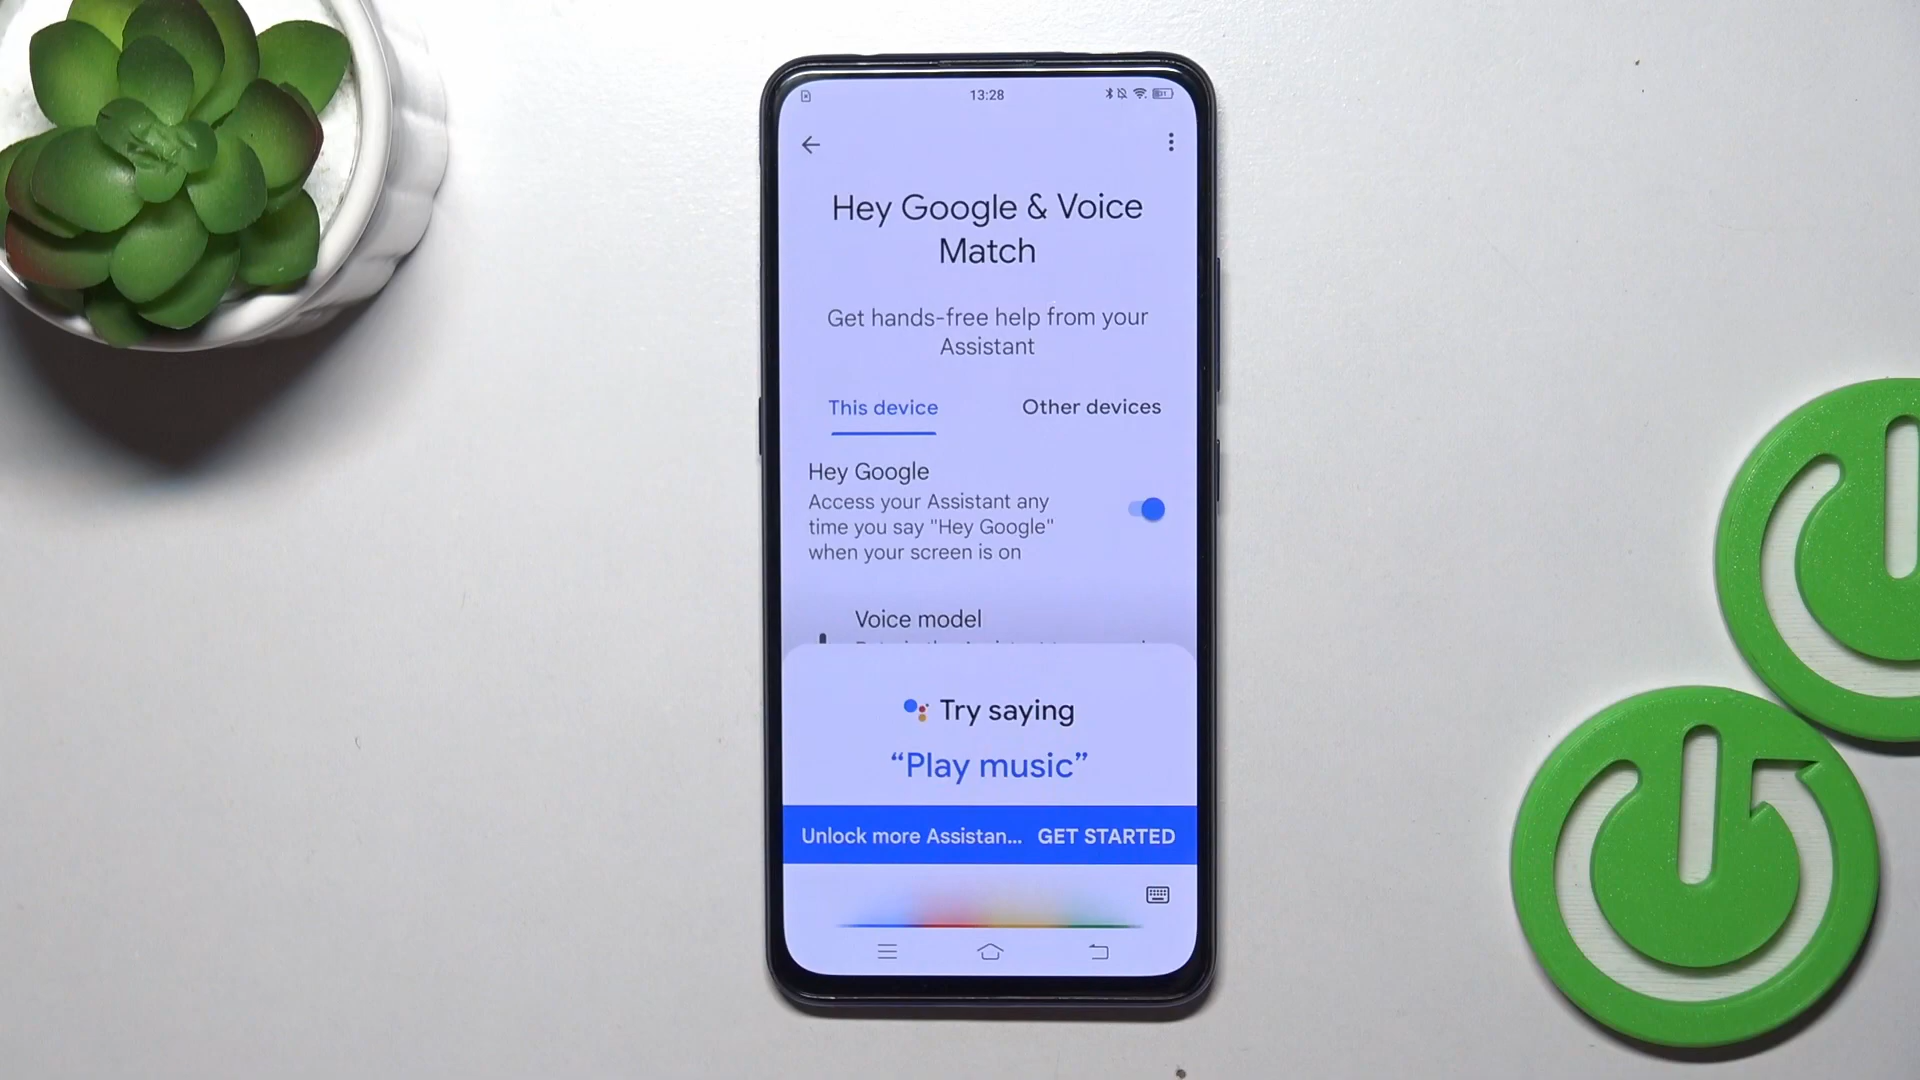 13:28
Hey Google & Voice
Match
Get hands-free help from your
Assistant
This device
Other devices
Hey Google
Access your Assistant any
time you say "Hey Google"
when your screen is on
Voice model
Try saying
“Play music”
Unlock more Assistan... GET STARTED